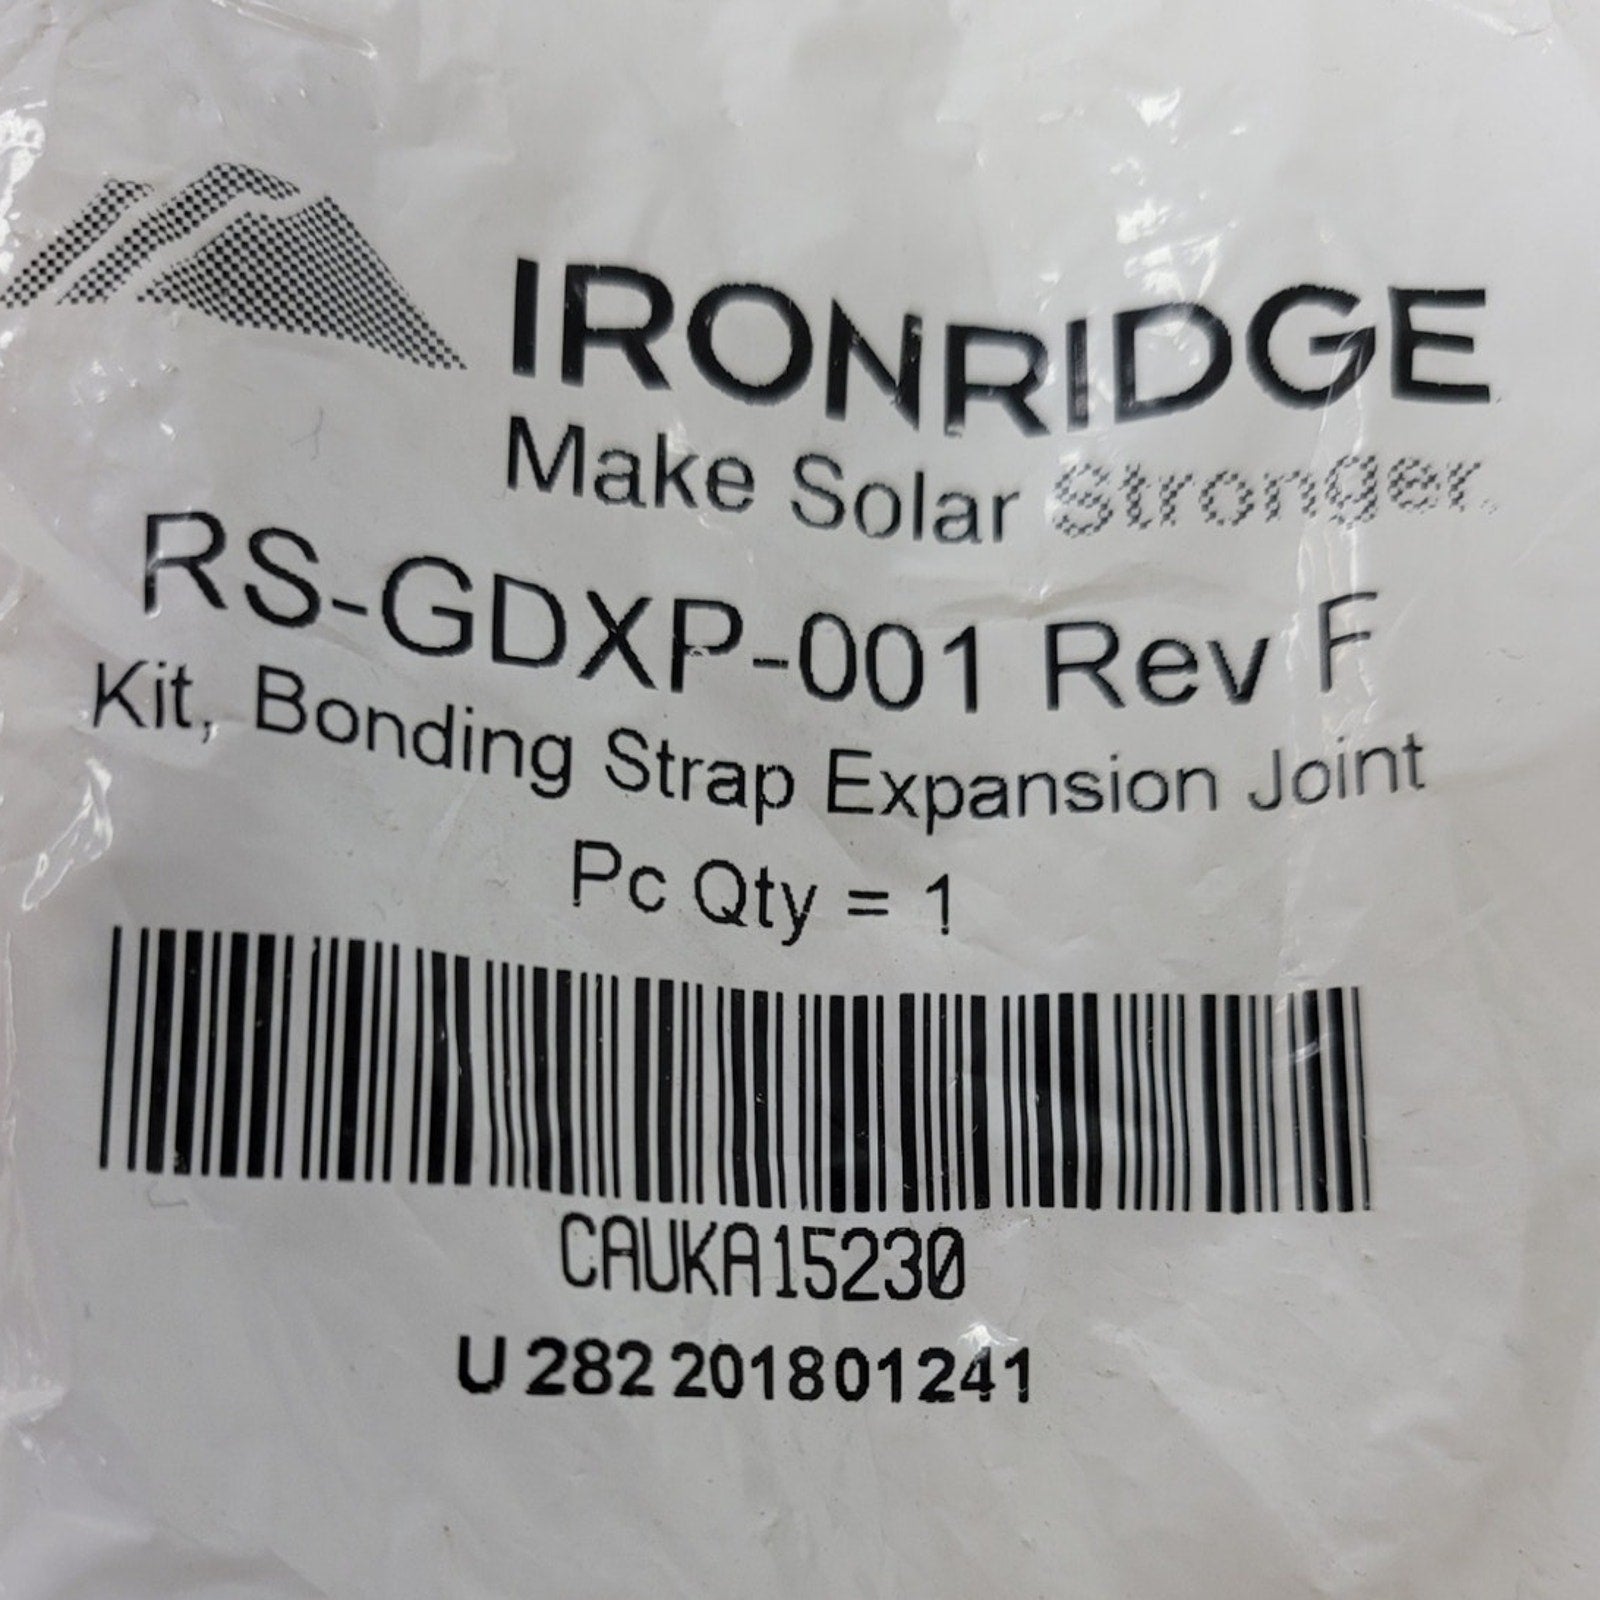 IRONRIDGE
Make Solar Stronger.
RS-GDXP-001 Rev F
Kit, Bonding Strap Expansion Joint
Pc Qty = 1
CAUKA15230
U 282 201801241